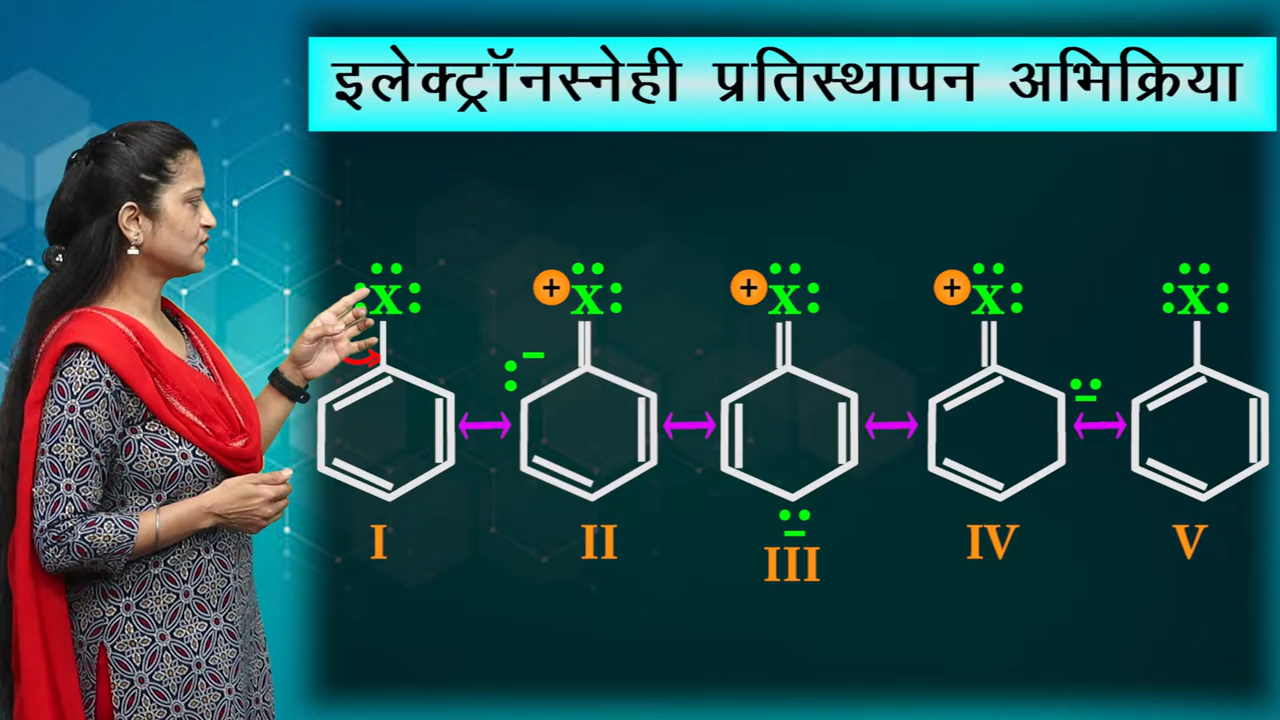 इलेक्ट्रॉनस्नेही प्रतिस्थापन अभिक्रिया
X + X + X + X X
I II III IV V